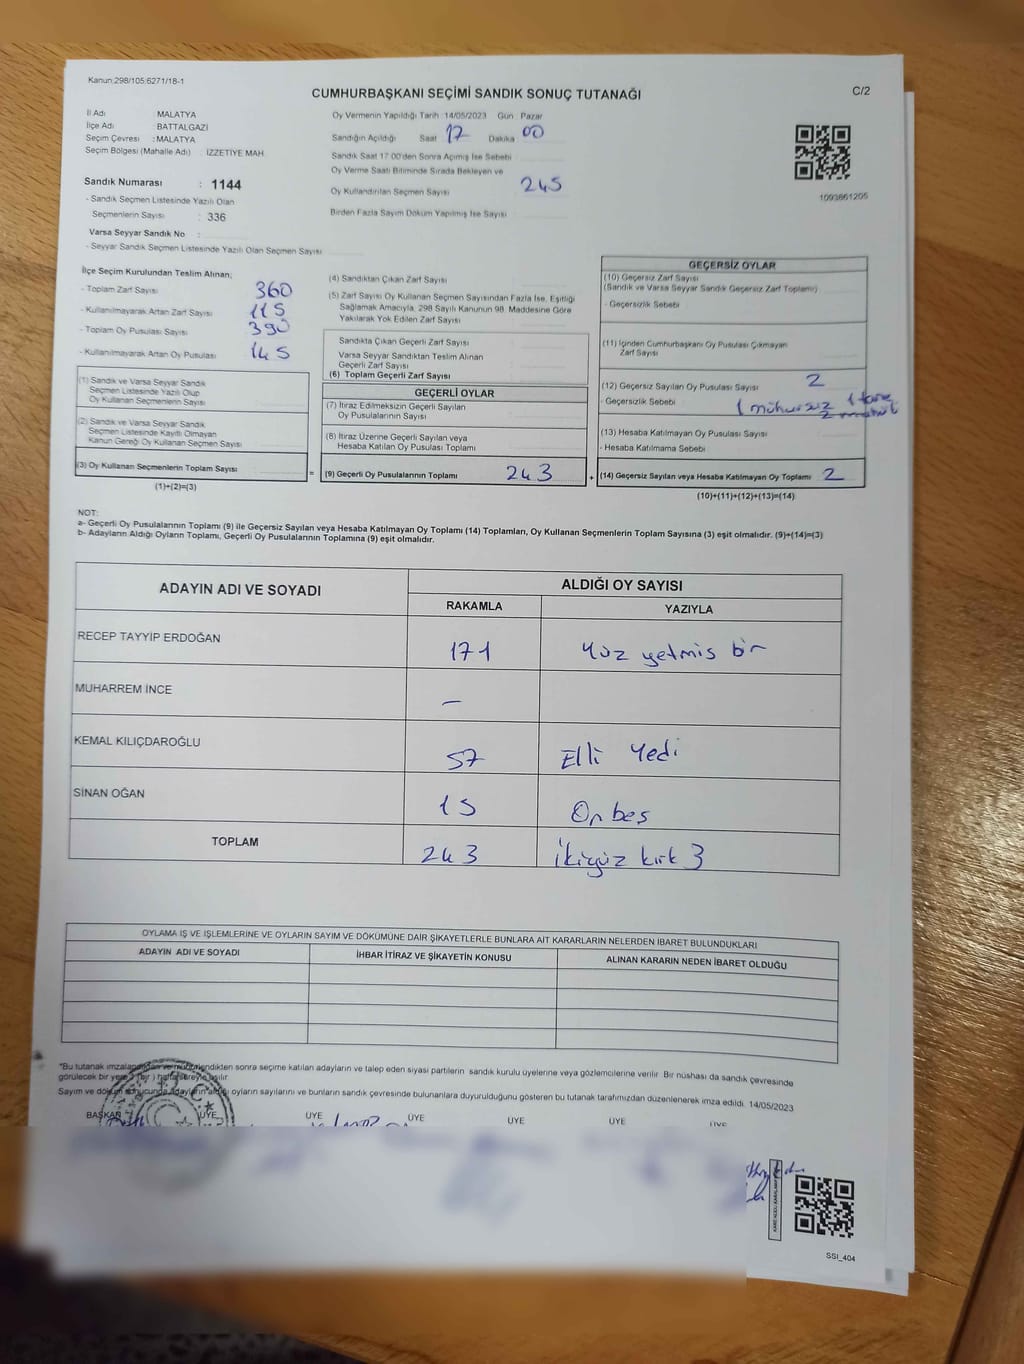 Kanun:298/105;6271/18-1
CUMHURBAŞKANI SEÇİMİ SANDIK SONUÇ TUTANAĞI
C/2
İl Adı : MALATYA
İlçe Adı : BATTALGAZİ
Seçim Çevresi : MALATYA
Seçim Bölgesi (Mahalle Adı) : İZZETİYE MAH.
Oy Vermenin Yapıldığı Tarih :14/05/2023 Gün Pazar
Sandığın Açıldığı Saat 17 Dakika 00
Sandık Saat 17:00'den Sonra Açılmış İse Sebebi
Oy Verme Saati Bitiminde Sırada Bekleyen ve
Oy Kullandırılan Seçmen Sayısı 245
Birden Fazla Sayım Döküm Yapılmış İse Sayısı
1093861205
Sandık Numarası : 1144
- Sandık Seçmen Listesinde Yazılı Olan
Seçmenlerin Sayısı : 336
Varsa Seyyar Sandık No :
- Seyyar Sandık Seçmen Listesinde Yazılı Olan Seçmen Sayısı
İlçe Seçim Kurulundan Teslim Alınan;
- Toplam Zarf Sayısı 360
- Kullanılmayarak Artan Zarf Sayısı 115
- Toplam Oy Pusulası Sayısı 390
- Kullanılmayarak Artan Oy Pusulası 145
(1) Sandık ve Varsa Seyyar Sandık
Seçmen Listesinde Yazılı Olup
Oy Kullanan Seçmenlerin Sayısı
(2) Sandık ve Varsa Seyyar Sandık
Seçmen Listesinde Kayıtlı Olmayan
Kanun Gereği Oy Kullanan Seçmen Sayısı
(3) Oy Kullanan Seçmenlerin Toplam Sayısı
(1)+(2)=(3)
(4) Sandıktan Çıkan Zarf Sayısı
(5) Zarf Sayısı Oy Kullanan Seçmen Sayısından Fazla İse, Eşitliği
Sağlamak Amacıyla, 298 Sayılı Kanunun 98. Maddesine Göre
Yakılarak Yok Edilen Zarf Sayısı
Sandıkta Çıkan Geçerli Zarf Sayısı
Varsa Seyyar Sandıktan Teslim Alınan
Geçerli Zarf Sayısı
(6) Toplam Geçerli Zarf Sayısı
GEÇERLİ OYLAR
(7) İtiraz Edilmeksizin Geçerli Sayılan
Oy Pusulalarının Sayısı
(8) İtiraz Üzerine Geçerli Sayılan veya
Hesaba Katılan Oy Pusulası Toplamı
= (9) Geçerli Oy Pusulalarının Toplamı 243
GEÇERSİZ OYLAR
(10) Geçersiz Zarf Sayısı
(Sandık ve Varsa Seyyar Sandık Geçersiz Zarf Toplamı)
- Geçersizlik Sebebi
(11) İçinden Cumhurbaşkanı Oy Pusulası Çıkmayan
Zarf Sayısı
(12) Geçersiz Sayılan Oy Pusulası Sayısı 2
- Geçersizlik Sebebi 1 mühürsüz 1 tane
(13) Hesaba Katılmayan Oy Pusulası Sayısı
- Hesaba Katılmama Sebebi
+ (14) Geçersiz Sayılan veya Hesaba Katılmayan Oy Toplamı 2
(10)+(11)+(12)+(13)=(14)
NOT:
a- Geçerli Oy Pusulalarının Toplamı (9) ile Geçersiz Sayılan veya Hesaba Katılmayan Oy Toplamı (14) Toplamları, Oy Kullanan Seçmenlerin Toplam Sayısına (3) eşit olmalıdır. (9)+(14)=(3)
b- Adayların Aldığı Oyların Toplamı, Geçerli Oy Pusulalarının Toplamına (9) eşit olmalıdır.
ADAYIN ADI VE SOYADI
ALDIĞI OY SAYISI
RAKAMLA YAZIYLA
RECEP TAYYİP ERDOĞAN 171 Yüz yetmis bir
MUHARREM İNCE -
KEMAL KILIÇDAROĞLU 57 Elli Yedi
SİNAN OĞAN 15 On bes
TOPLAM 243 İkiyüz kırk 3
OYLAMA İŞ VE İŞLEMLERİNE VE OYLARIN SAYIM VE DÖKÜMÜNE DAİR ŞİKAYETLERLE BUNLARA AİT KARARLARIN NELERDEN İBARET BULUNDUKLARI
ADAYIN ADI VE SOYADI İHBAR İTİRAZ VE ŞİKAYETİN KONUSU ALINAN KARARIN NEDEN İBARET OLDUĞU
*Bu tutanak sonra seçime katılan adayların ve talep eden siyasi partilerin sandık kurulu üyelerine veya gözlemcilerine verilir. Bir nüshası da sandık çevresinde
görülecek bir yere
Sayım ve döküm oyların sayılarını ve bunların sandık çevresinde bulunanlara duyurulduğunu gösteren bu tutanak tarafımızdan düzenlenerek imza edildi. 14/05/2023
BAŞKAN ÜYE ÜYE ÜYE ÜYE ÜYE ÜYE
SSİ_404